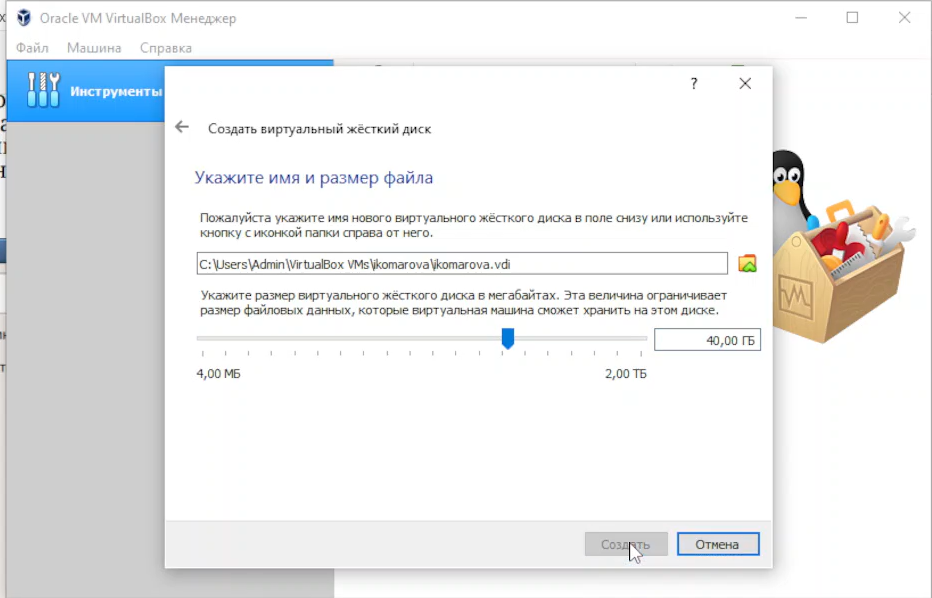 Oracle VM VirtualBox Менеджер
Файл Машина Справка
Инструменты
?
Создать виртуальный жёсткий диск
Укажите имя и размер файла
Пожалуйста укажите имя нового виртуального жёсткого диска в поле снизу или используйте
кнопку с иконкой папки справа от него.
C:\Users\Admin\VirtualBox VMs\ikomarova\ikomarova.vdi
Укажите размер виртуального жёсткого диска в мегабайтах. Эта величина ограничивает
размер файловых данных, которые виртуальная машина сможет хранить на этом диске.
40,00 ГБ
4,00 МБ 2,00 ТБ
Создать Отмена